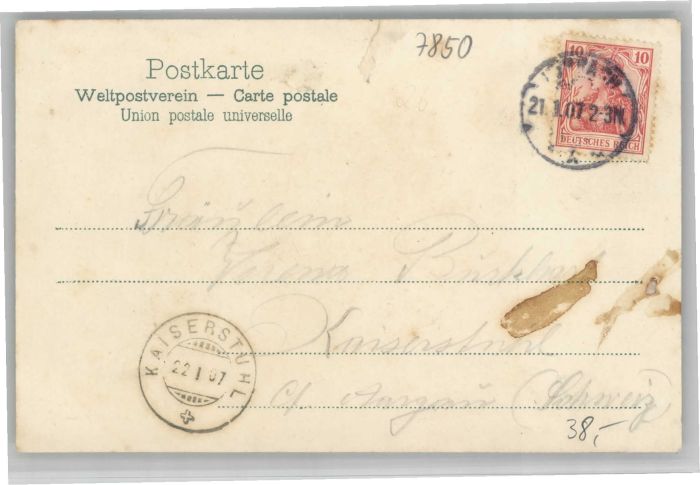 7850
Postkarte
Weltpostverein — Carte postale
Union postale universelle
10 10
DEUTSCHES REICH
21.1.07 2-3N
Fräulein
Verena
Kaiserstuhl
Ct. Aargau (Schweiz)
KAISERSTUHL
22 I 07
38,-